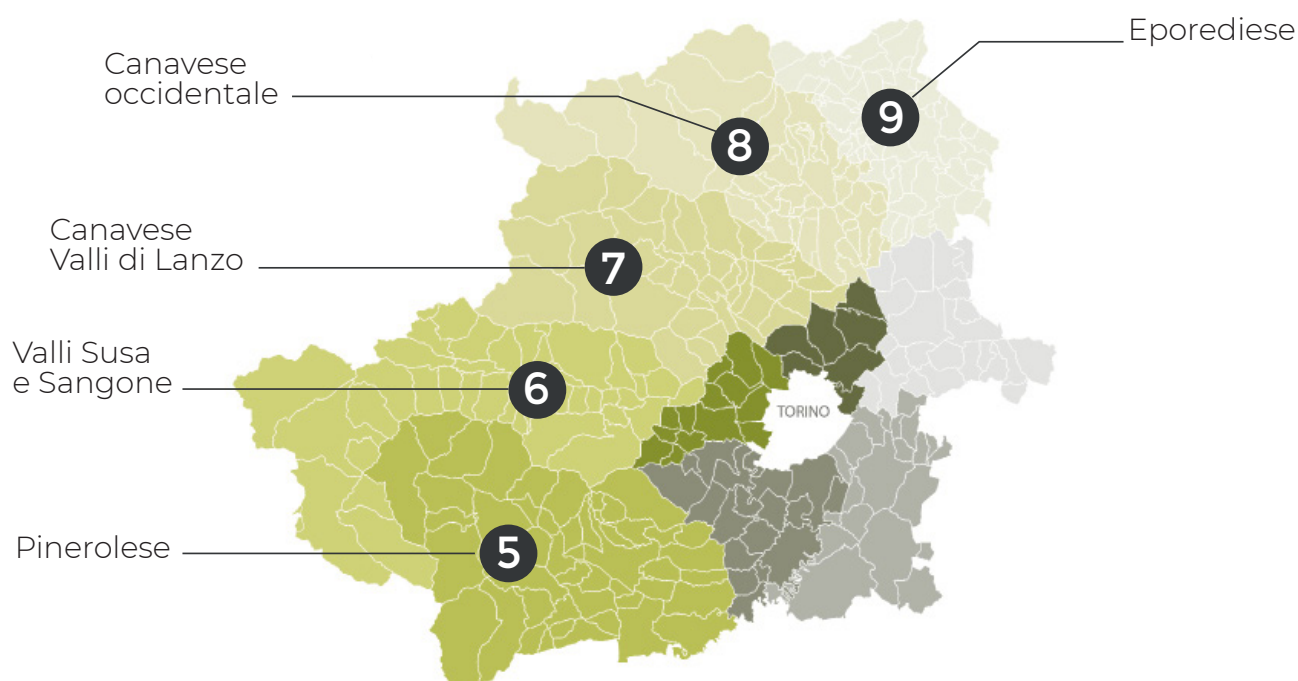 Eporediese
9
Canavese
occidentale
8
Canavese
Valli di Lanzo
7
Valli Susa
e Sangone
6
TORINO
Pinerolese
5